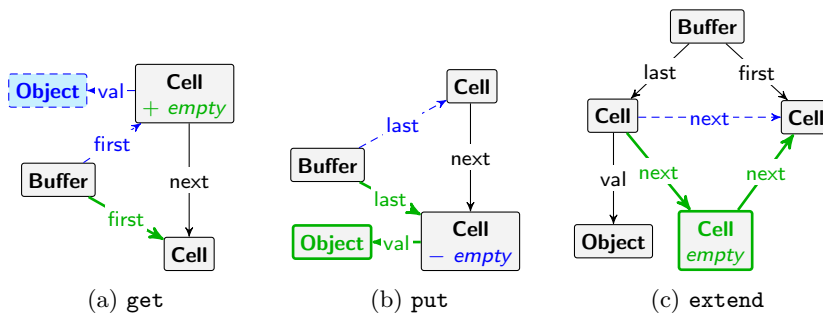 Object
val
Cell
+ empty
first
Buffer
next
first
Cell
(a) get
Cell
last
next
Buffer
last
Object
val
Cell
− empty
(b) put
Buffer
last
first
Cell
next
Cell
next
next
val
Object
Cell
empty
(c) extend